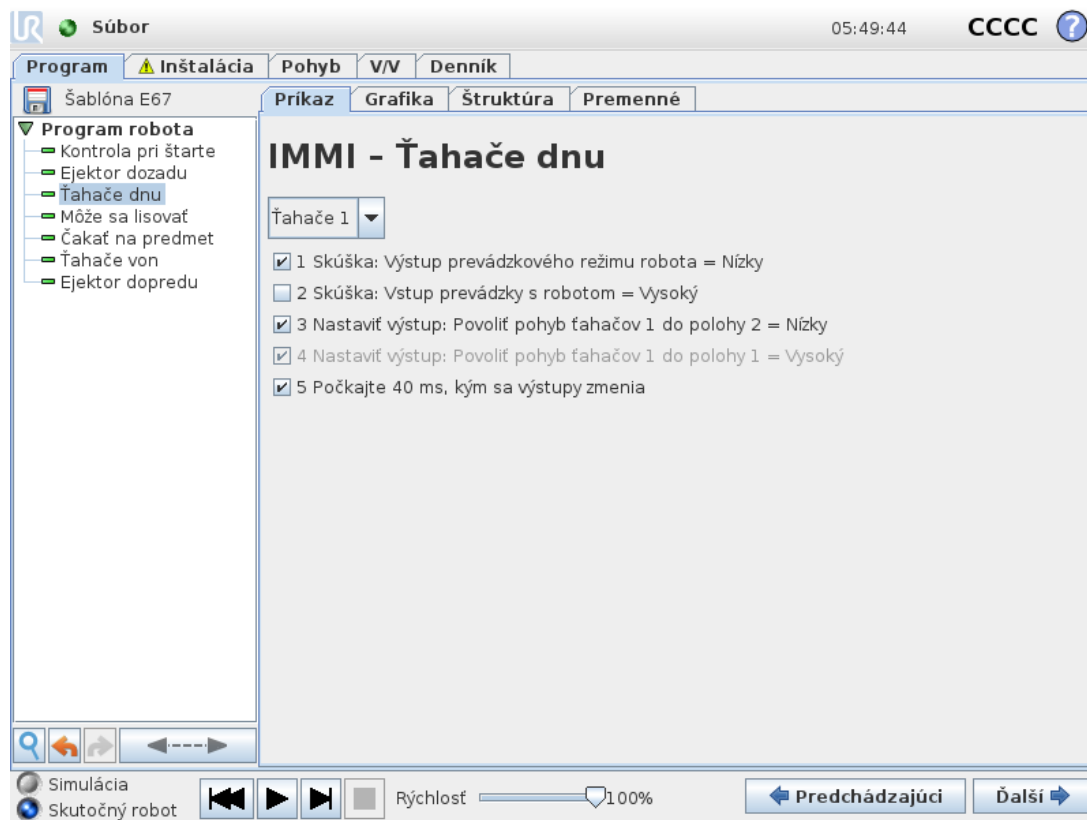 UR
Súbor
05:49:44
CCCC
?
Program
Inštalácia
Pohyb
V/V
Denník
Šablóna E67
Príkaz
Grafika
Štruktúra
Premenné
Program robota
Kontrola pri štarte
Ejektor dozadu
Ťahače dnu
Môže sa lisovať
Čakať na predmet
Ťahače von
Ejektor dopredu
IMMI – Ťahače dnu
Ťahače 1
1 Skúška: Výstup prevádzkového režimu robota = Nízky
2 Skúška: Vstup prevádzky s robotom = Vysoký
3 Nastaviť výstup: Povoliť pohyb ťahačov 1 do polohy 2 = Nízky
4 Nastaviť výstup: Povoliť pohyb ťahačov 1 do polohy 1 = Vysoký
5 Počkajte 40 ms, kým sa výstupy zmenia
Simulácia
Skutočný robot
Rýchlosť
100%
Predchádzajúci
Ďalší